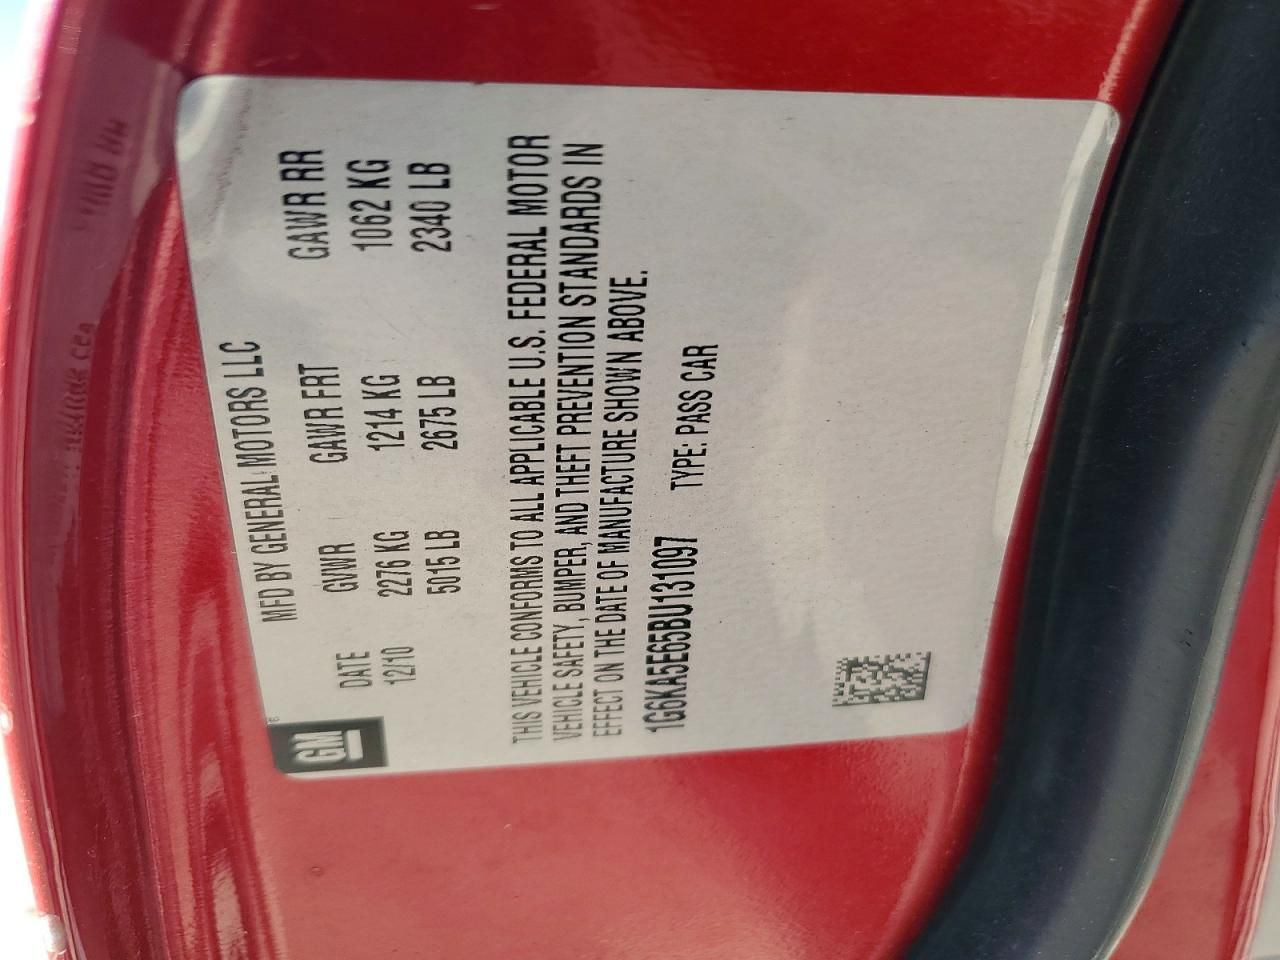 GM
MFD BY GENERAL MOTORS LLC
DATE GVWR GAWR FRT GAWR RR
12/10 2276 KG 1214 KG 1062 KG
5015 LB 2675 LB 2340 LB
THIS VEHICLE CONFORMS TO ALL APPLICABLE U.S. FEDERAL MOTOR
VEHICLE SAFETY, BUMPER, AND THEFT PREVENTION STANDARDS IN
EFFECT ON THE DATE OF MANUFACTURE SHOWN ABOVE.
1G6KA5E65BU131097 TYPE: PASS CAR